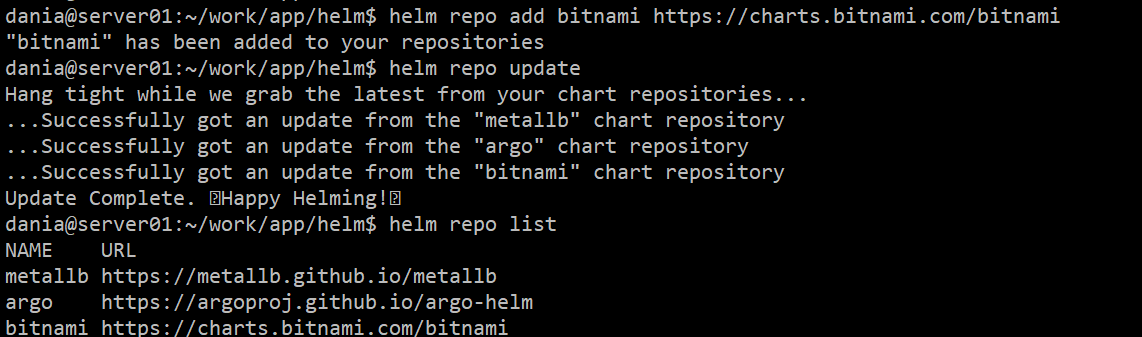 dania@server01:~/work/app/helm$ helm repo add bitnami https://charts.bitnami.com/bitnami
"bitnami" has been added to your repositories
dania@server01:~/work/app/helm$ helm repo update
Hang tight while we grab the latest from your chart repositories...
...Successfully got an update from the "metallb" chart repository
...Successfully got an update from the "argo" chart repository
...Successfully got an update from the "bitnami" chart repository
Update Complete. ⎈Happy Helming!⎈
dania@server01:~/work/app/helm$ helm repo list
NAME    URL
metallb https://metallb.github.io/metallb
argo    https://argoproj.github.io/argo-helm
bitnami https://charts.bitnami.com/bitnami